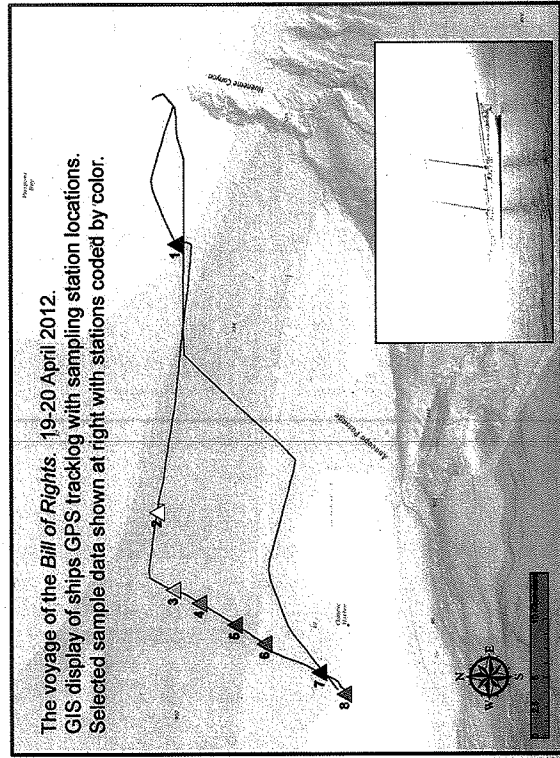 The voyage of the Bill of Rights. 19-20 April 2012.
GIS display of ships GPS tracklog with sampling station locations.
Selected sample data shown at right with stations coded by color.
Hueneme Canyon
1
2
3
4
5
6
7
8
Anacapa Passage
N
W E
S